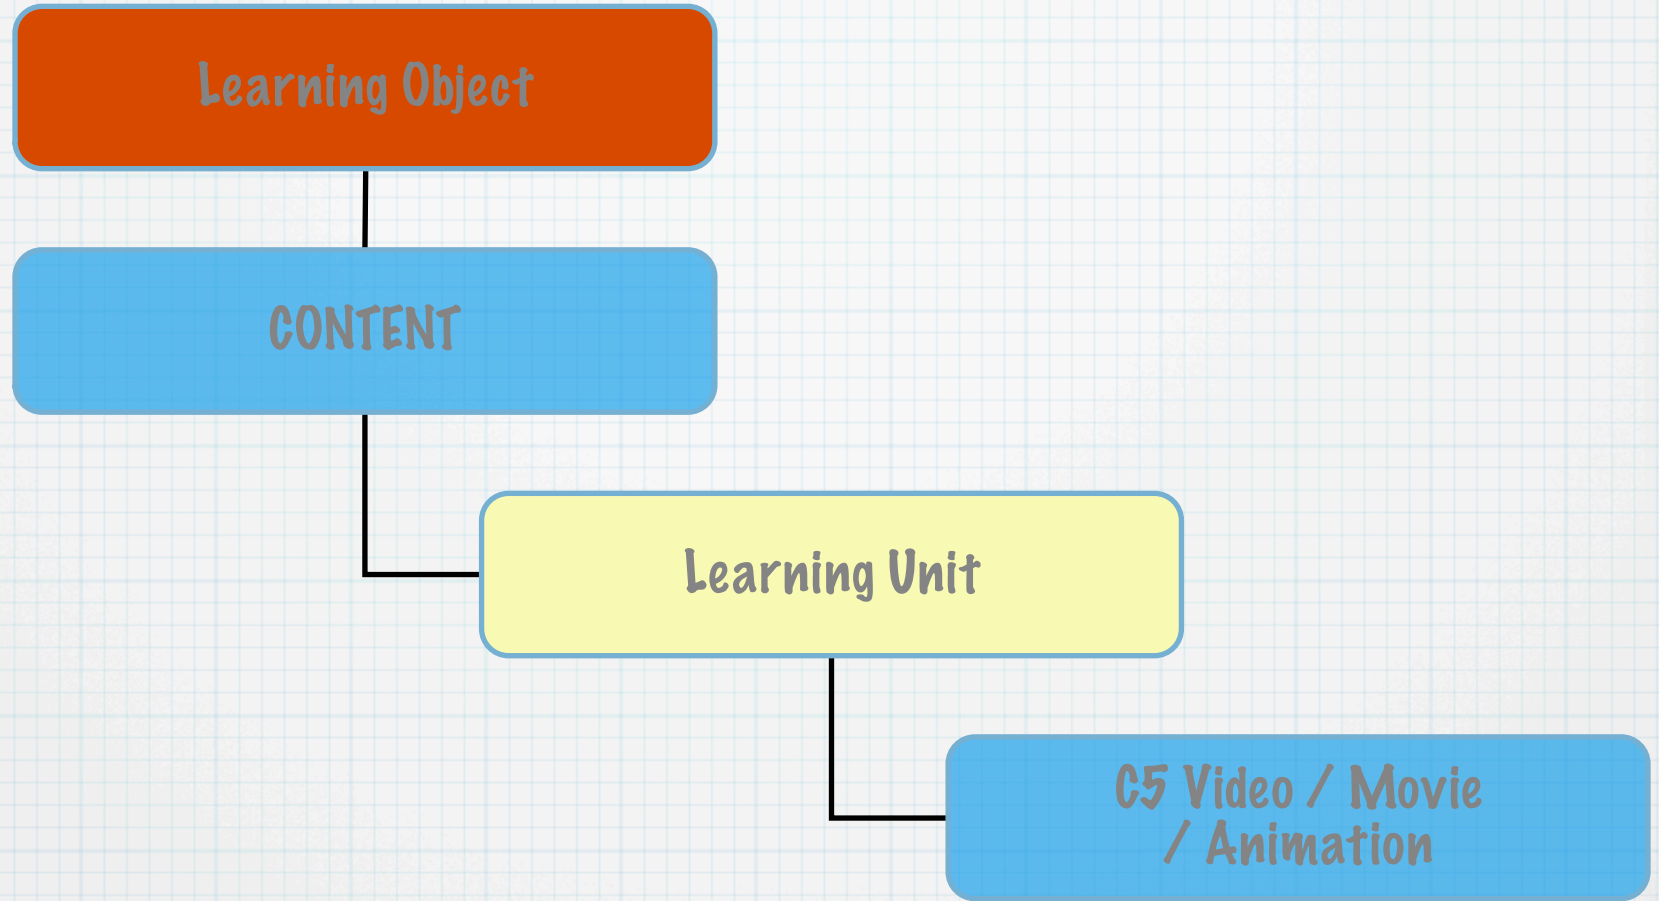 Learning Object
CONTENT
Learning Unit
C5 Video / Movie
/ Animation